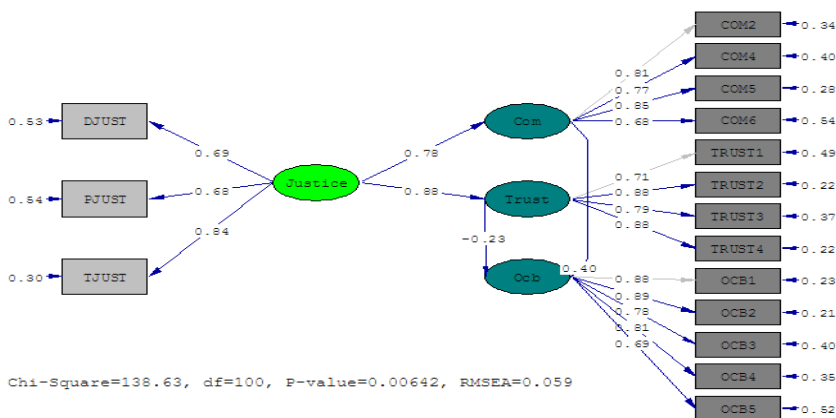 COM2 0.34
0.81
COM4 0.40
0.77
COM5 0.28
0.85
0.53 DJUST Com COM6 0.54
0.68
0.69 0.78 TRUST1 0.49
0.71
Justice TRUST2 0.22
0.88
0.54 PJUST 0.68 0.88 Trust 0.79 TRUST3 0.37
0.84 -0.23 0.88 TRUST4 0.22
0.30 TJUST Ocb 0.40 0.88 OCB1 0.23
0.89 OCB2 0.21
0.78
0.81 OCB3 0.40
0.69
OCB4 0.35
Chi-Square=138.63, df=100, P-value=0.00642, RMSEA=0.059
OCB5 0.52